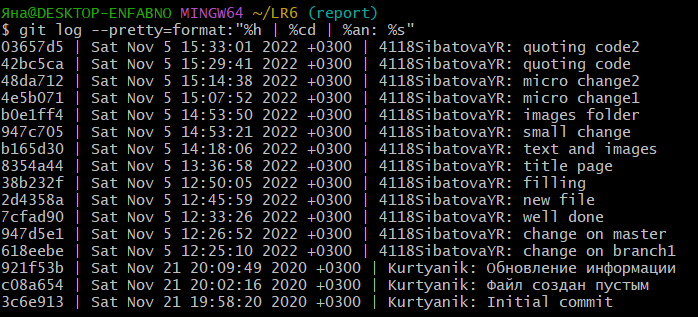 Яна@DESKTOP-ENFABNO MINGW64 ~/LR6 (report)
$ git log --pretty=format:"%h | %cd | %an: %s"
03657d5 | Sat Nov 5 15:33:01 2022 +0300 | 4118SibatovaYR: quoting code2
42bc5ca | Sat Nov 5 15:29:41 2022 +0300 | 4118SibatovaYR: quoting code
48da712 | Sat Nov 5 15:14:38 2022 +0300 | 4118SibatovaYR: micro change2
4e5b071 | Sat Nov 5 15:07:52 2022 +0300 | 4118SibatovaYR: micro change1
b0e1ff4 | Sat Nov 5 14:53:50 2022 +0300 | 4118SibatovaYR: images folder
947c705 | Sat Nov 5 14:53:21 2022 +0300 | 4118SibatovaYR: small change
b165d30 | Sat Nov 5 14:18:06 2022 +0300 | 4118SibatovaYR: text and images
8354a44 | Sat Nov 5 13:36:58 2022 +0300 | 4118SibatovaYR: title page
38b232f | Sat Nov 5 12:50:05 2022 +0300 | 4118SibatovaYR: filling
2d4358a | Sat Nov 5 12:45:59 2022 +0300 | 4118SibatovaYR: new file
7cfad90 | Sat Nov 5 12:33:26 2022 +0300 | 4118SibatovaYR: well done
947d5e1 | Sat Nov 5 12:26:52 2022 +0300 | 4118SibatovaYR: change on master
618eebe | Sat Nov 5 12:25:10 2022 +0300 | 4118SibatovaYR: change on branch1
921f53b | Sat Nov 21 20:09:49 2020 +0300 | Kurtyanik: Обновление информации
c08a654 | Sat Nov 21 20:02:16 2020 +0300 | Kurtyanik: Файл создан пустым
3c6e913 | Sat Nov 21 19:58:20 2020 +0300 | Kurtyanik: Initial commit